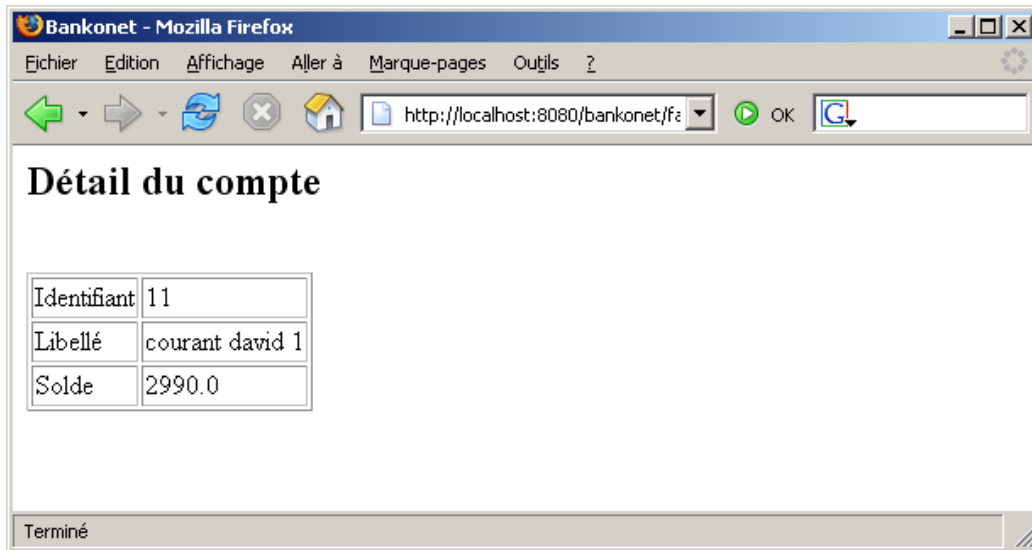 Bankonet - Mozilla Firefox
Fichier Edition Affichage Aller à Marque-pages Outils ?
http://localhost:8080/bankonet/fa OK G
Détail du compte
Identifiant 11
Libellé courant david 1
Solde 2990.0
Terminé